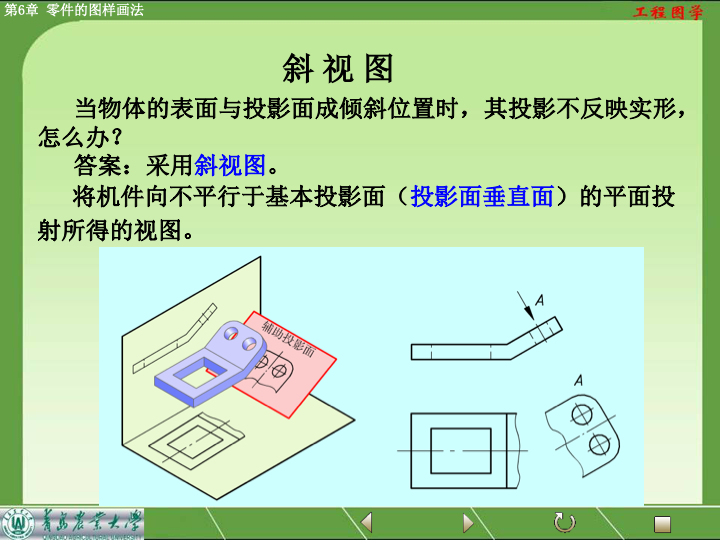 第6章 零件的图样画法
工程图学
斜 视 图
当物体的表面与投影面成倾斜位置时，其投影不反映实形，
怎么办？
答案：采用斜视图。
将机件向不平行于基本投影面（投影面垂直面）的平面投
射所得的视图。
辅助投影面
A
A
青岛农业大学